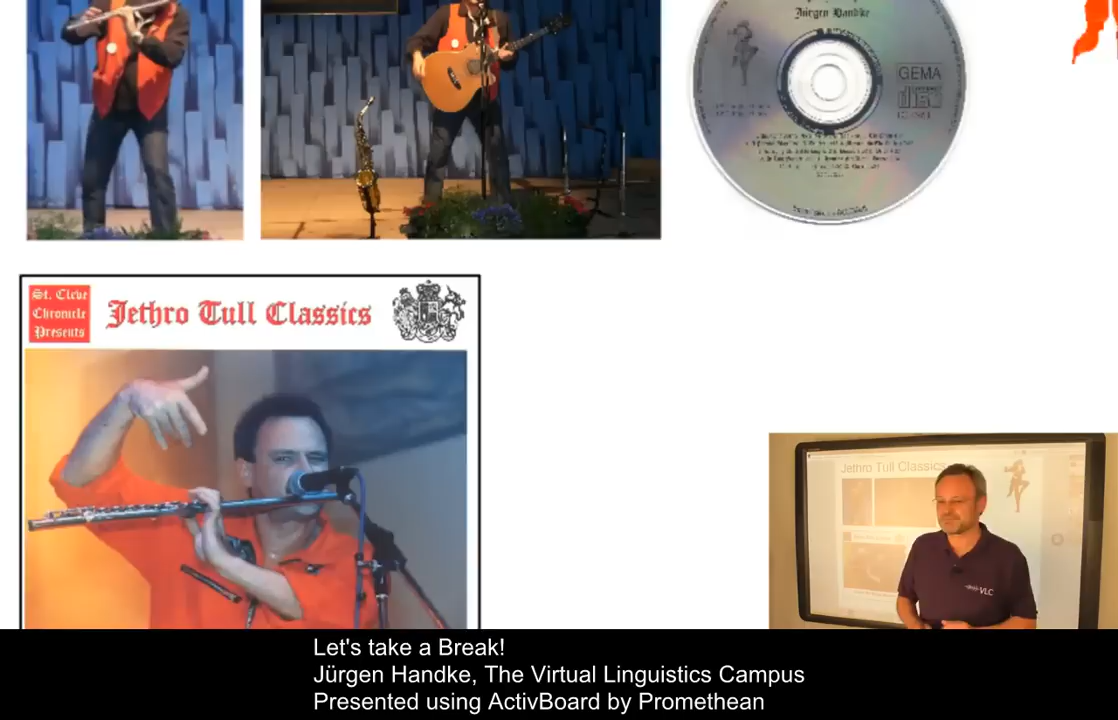 Jürgen Handke
GEMA
St. Cleve
Chronicle
Presents
Jethro Tull Classics
Jethro Tull Classics
VLC
Let's take a Break!
Jürgen Handke, The Virtual Linguistics Campus
Presented using ActivBoard by Promethean